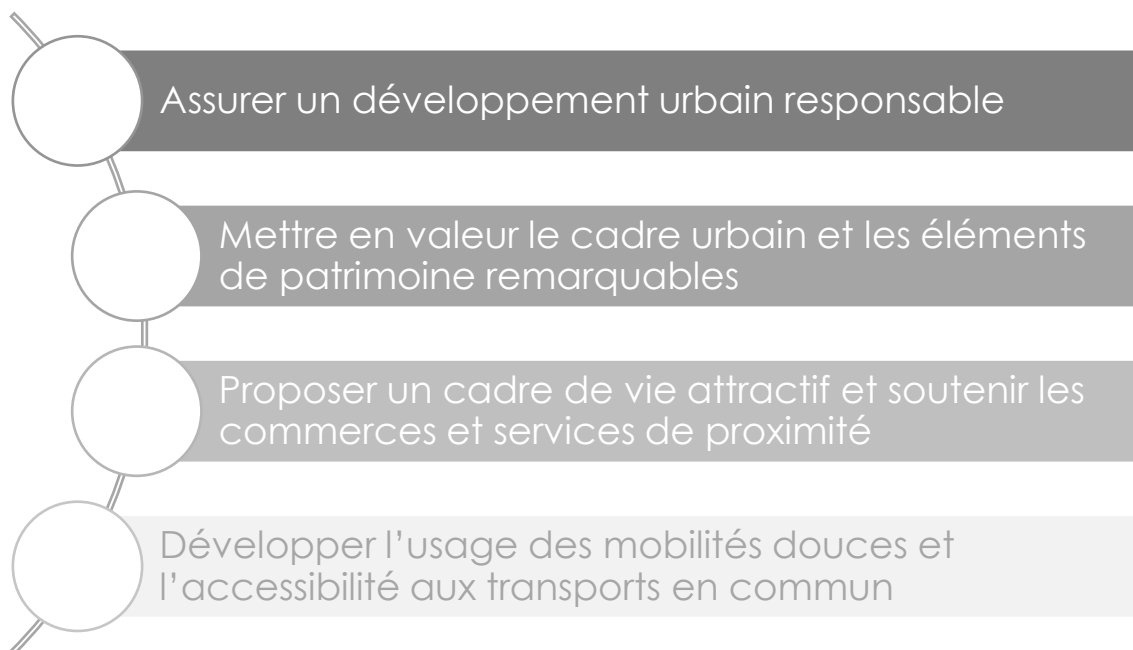 Assurer un développement urbain responsable
Mettre en valeur le cadre urbain et les éléments
de patrimoine remarquables
Proposer un cadre de vie attractif et soutenir les
commerces et services de proximité
Développer l’usage des mobilités douces et
l’accessibilité aux transports en commun